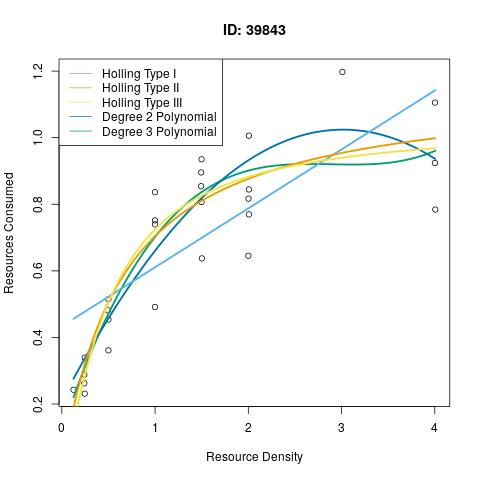 ID: 39843
Holling Type I
Holling Type II
Holling Type III
Degree 2 Polynomial
Degree 3 Polynomial
Resources Consumed
1.2
1.0
0.8
0.6
0.4
0.2
0 1 2 3 4
Resource Density